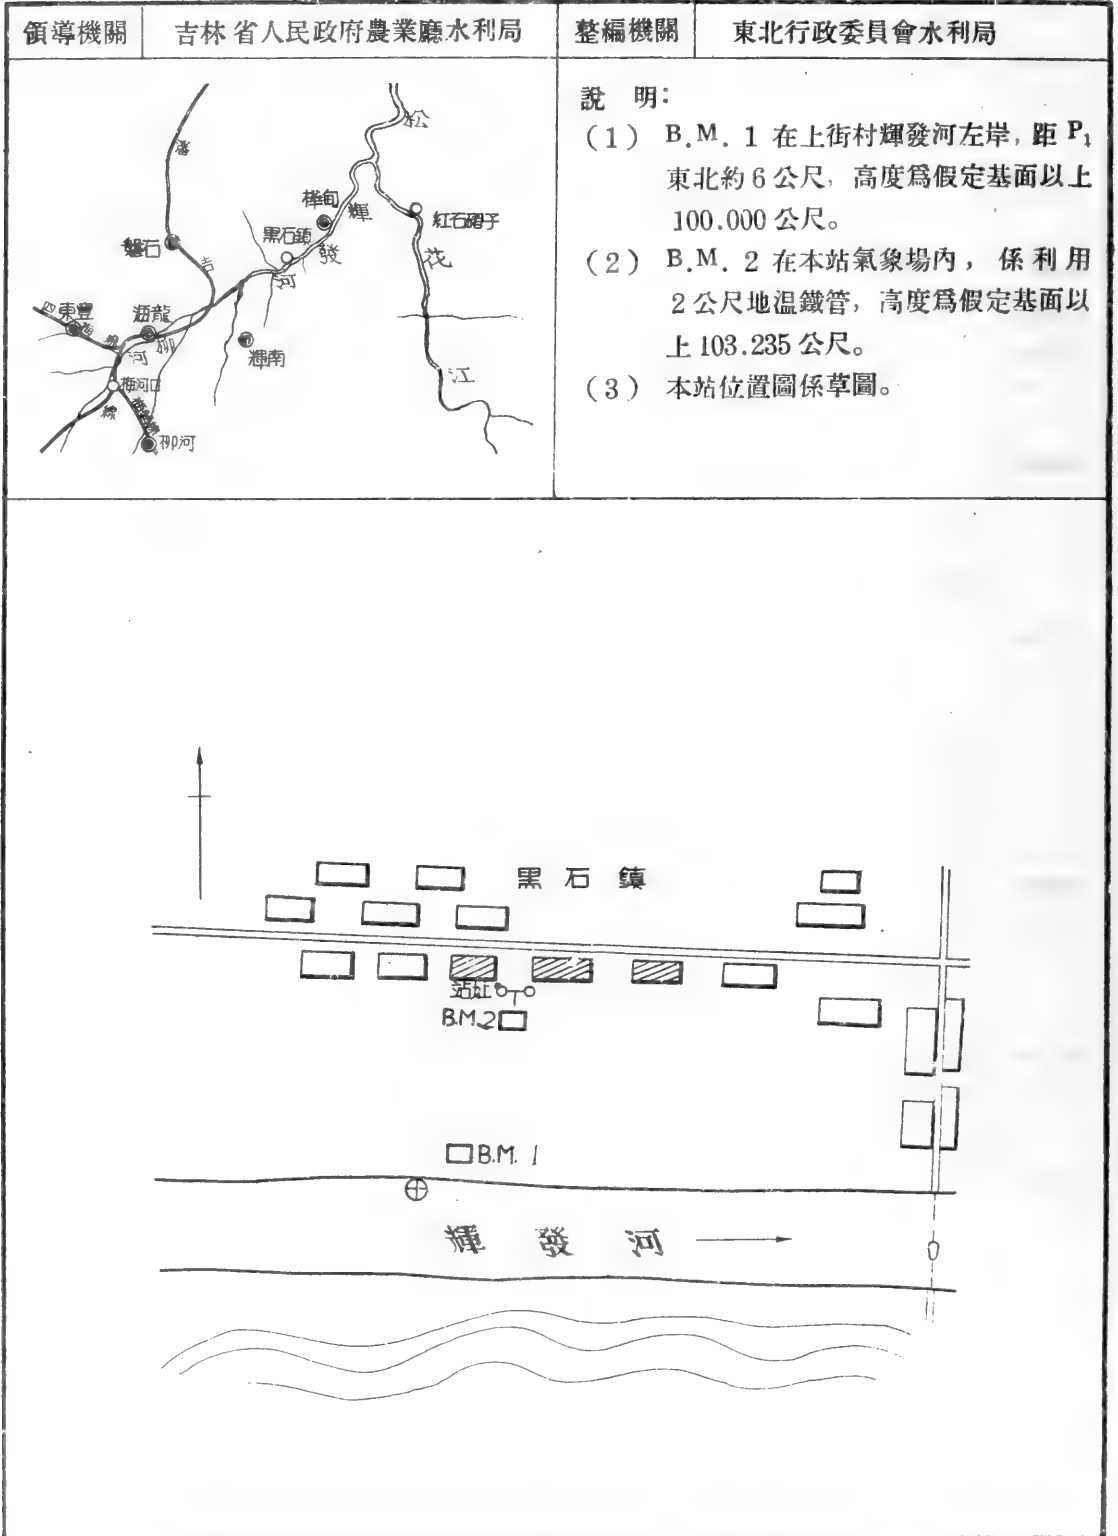 領導機關
吉林省人民政府農業廳水利局
整編機關
東北行政委員會水利局
說 明:
(1) B.M. 1 在上街村輝發河左岸,距 P₁
東北約6公尺,高度爲假定基面以上
100.000 公尺。
(2) B.M. 2 在本站氣象場內,係利用
2公尺地溫鐵管,高度爲假定基面以
上 103.235 公尺。
(3) 本站位置圖係草圖。
松
樺甸
輝
紅石砬子
黑石鎮
發
磐石
吉
河
東豐
海龍
柳
河
輝南
江
梅河口
線
柳河
黑石鎮
站址
B.M.2
B.M. 1
輝 發 河